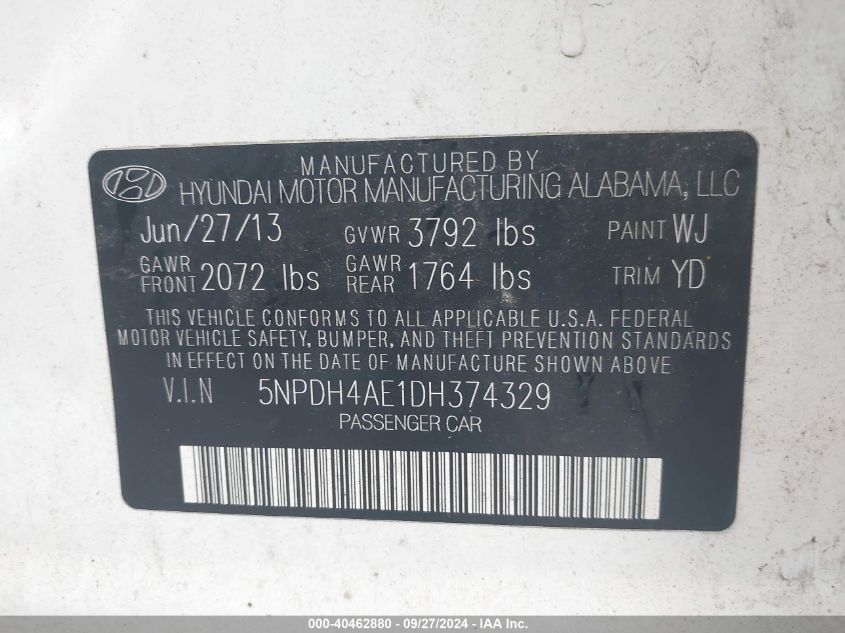 MANUFACTURED BY
HYUNDAI MOTOR MANUFACTURING ALABAMA, LLC
Jun/27/13 GVWR 3792 lbs PAINT WJ
GAWR FRONT 2072 lbs GAWR REAR 1764 lbs TRIM YD
THIS VEHICLE CONFORMS TO ALL APPLICABLE U.S.A. FEDERAL
MOTOR VEHICLE SAFETY, BUMPER, AND THEFT PREVENTION STANDARDS
IN EFFECT ON THE DATE OF MANUFACTURE SHOWN ABOVE
V.I.N 5NPDH4AE1DH374329
PASSENGER CAR
000-40462880 - 09/27/2024 - IAA Inc.